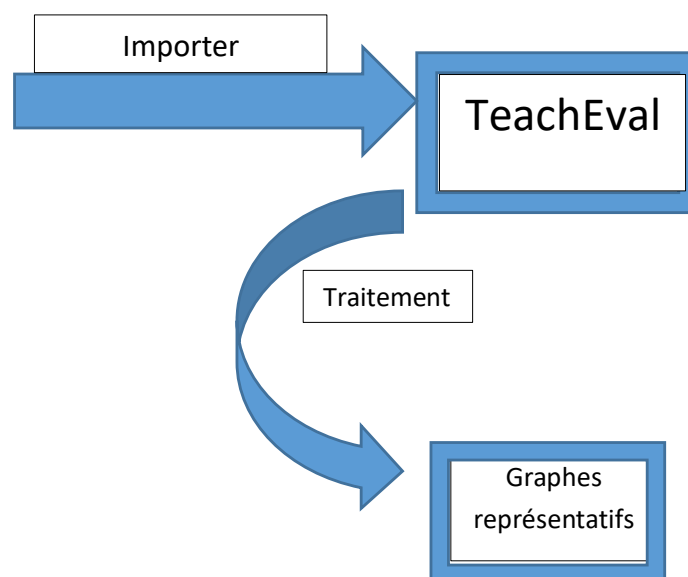 Importer
TeachEval
Traitement
Graphes
représentatifs